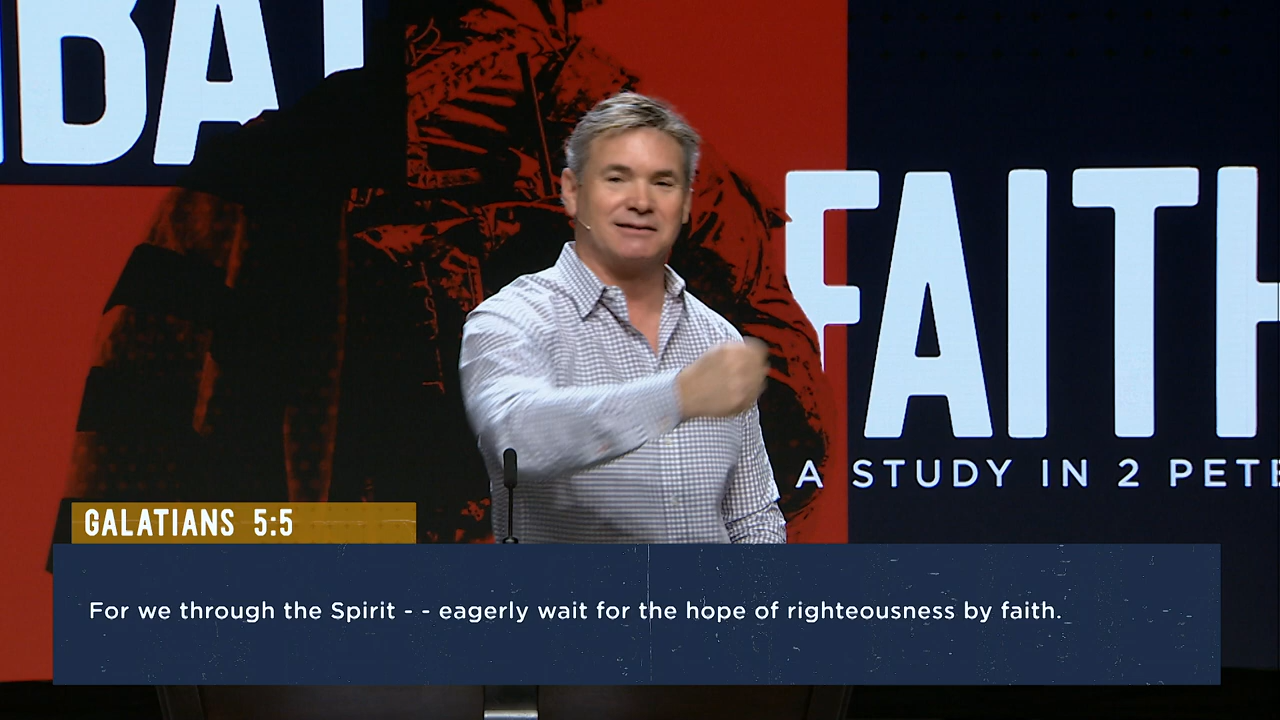 BAT
FAITH
A STUDY IN 2 PETE
GALATIANS 5:5
For we through the Spirit - - eagerly wait for the hope of righteousness by faith.